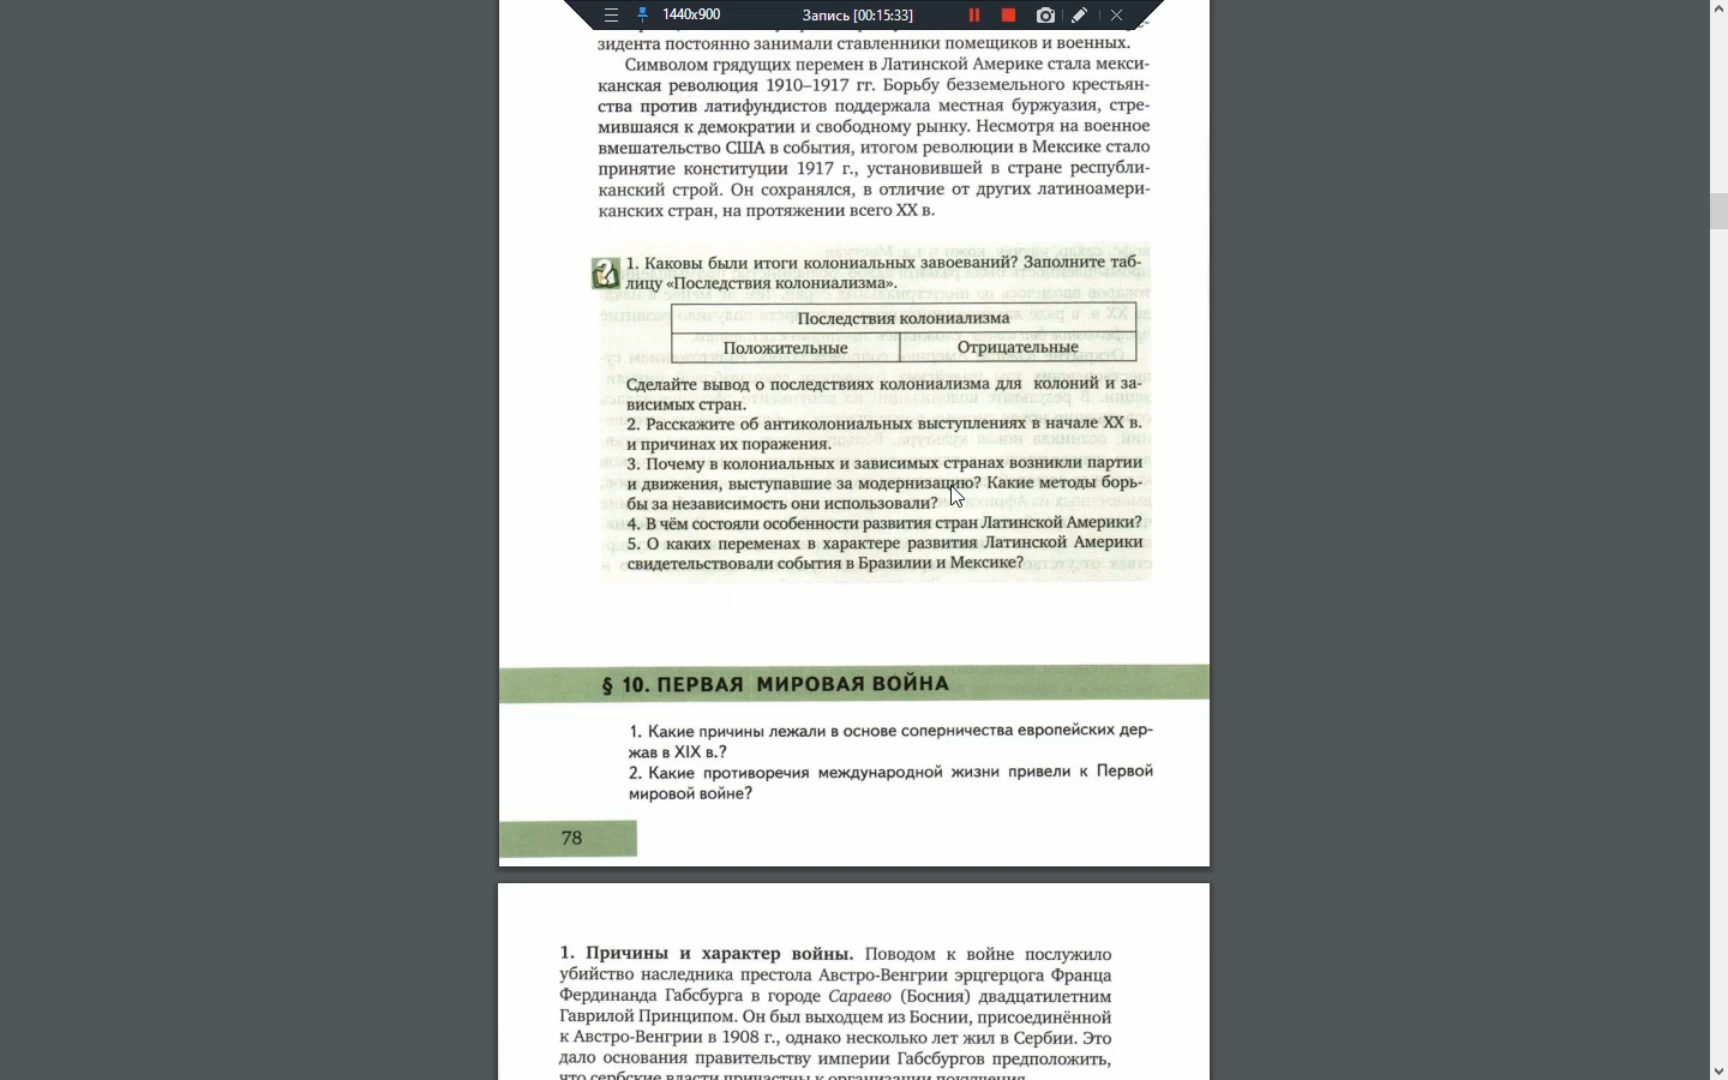 1440x900
Запись [00:15:33]
зидента постоянно занимали ставленники помещиков и военных.
Символом грядущих перемен в Латинской Америке стала мекси-
канская революция 1910–1917 гг. Борьбу безземельного крестьян-
ства против латифундистов поддержала местная буржуазия, стре-
мившаяся к демократии и свободному рынку. Несмотря на военное
вмешательство США в события, итогом революции в Мексике стало
принятие конституции 1917 г., установившей в стране республи-
канский строй. Он сохранялся, в отличие от других латиноамери-
канских стран, на протяжении всего XX в.
1. Каковы были итоги колониальных завоеваний? Заполните таб-
лицу «Последствия колониализма».
Последствия колониализма
Положительные
Отрицательные
Сделайте вывод о последствиях колониализма для колоний и за-
висимых стран.
2. Расскажите об антиколониальных выступлениях в начале XX в.
и причинах их поражения.
3. Почему в колониальных и зависимых странах возникли партии
и движения, выступавшие за модернизацию? Какие методы борь-
бы за независимость они использовали?
4. В чём состояли особенности развития стран Латинской Америки?
5. О каких переменах в характере развития Латинской Америки
свидетельствовали события в Бразилии и Мексике?
§ 10. ПЕРВАЯ МИРОВАЯ ВОЙНА
1. Какие причины лежали в основе соперничества европейских дер-
жав в XIX в.?
2. Какие противоречия международной жизни привели к Первой
мировой войне?
78
1. Причины и характер войны. Поводом к войне послужило
убийство наследника престола Австро-Венгрии эрцгерцога Франца
Фердинанда Габсбурга в городе Сараево (Босния) двадцатилетним
Гаврилой Принципом. Он был выходцем из Боснии, присоединённой
к Австро-Венгрии в 1908 г., однако несколько лет жил в Сербии. Это
дало основания правительству империи Габсбургов предположить,
что сербские власти причастны к организации покушения.